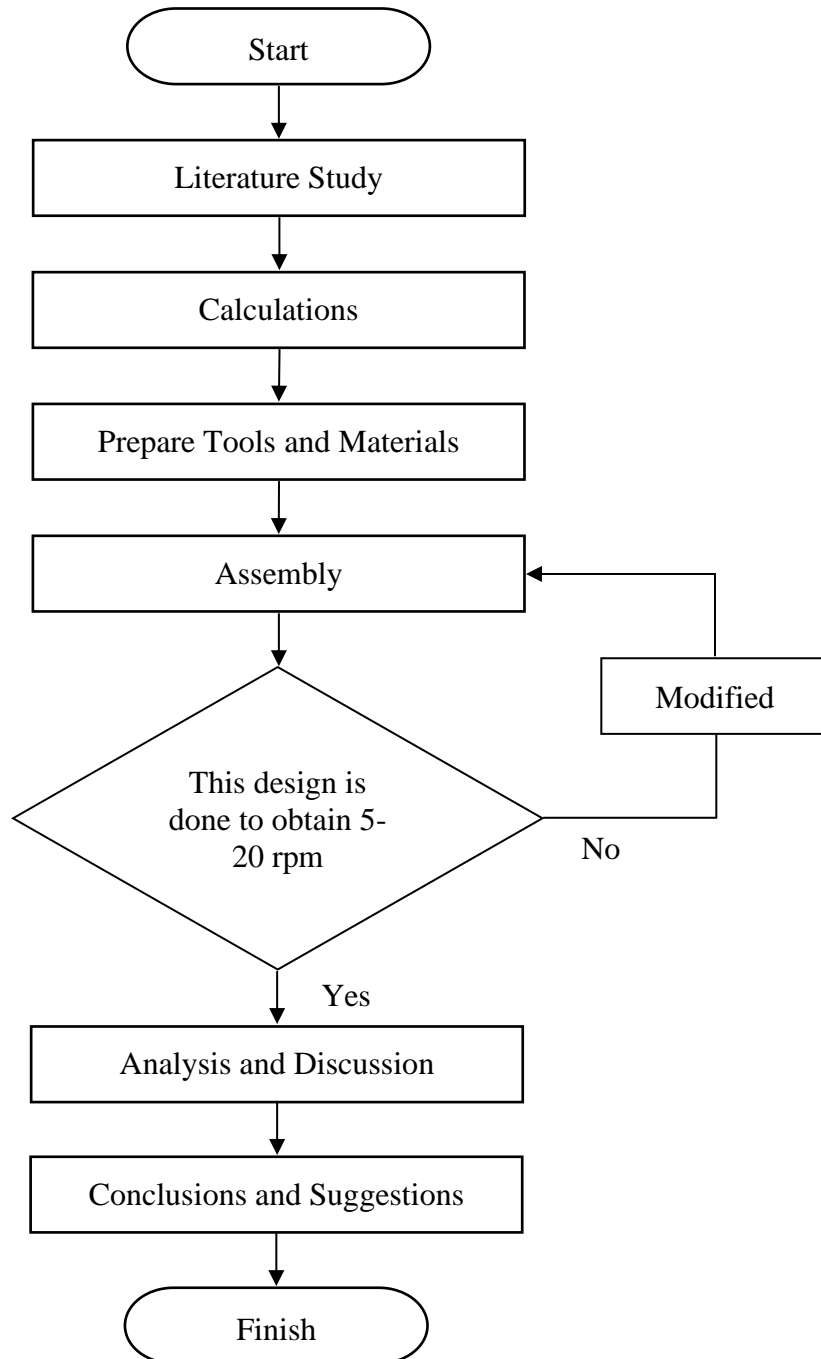 Start
Literature Study
Calculations
Prepare Tools and Materials
Assembly
Modified
This design is
done to obtain 5-
20 rpm
No
Yes
Analysis and Discussion
Conclusions and Suggestions
Finish